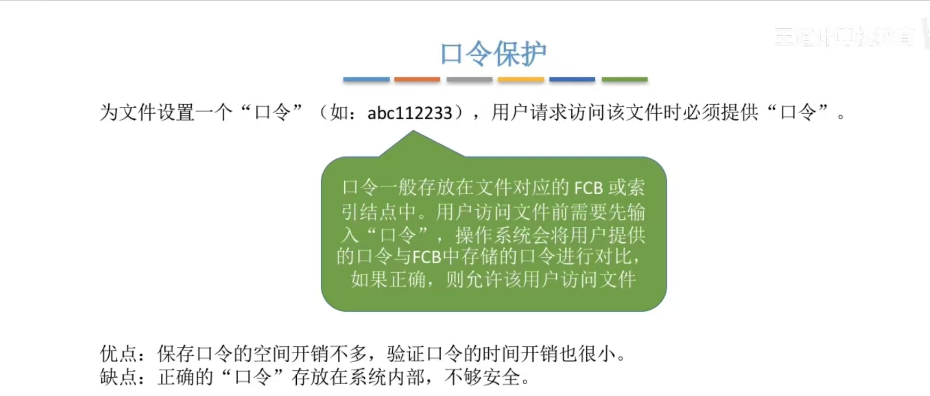 口令保护
为文件设置一个“口令”（如：abc112233），用户请求访问该文件时必须提供“口令”。
口令一般存放在文件对应的 FCB 或索
引结点中。用户访问文件前需要先输
入“口令”，操作系统会将用户提供
的口令与FCB中存储的口令进行对比，
如果正确，则允许该用户访问文件
优点：保存口令的空间开销不多，验证口令的时间开销也很小。
缺点：正确的“口令”存放在系统内部，不够安全。